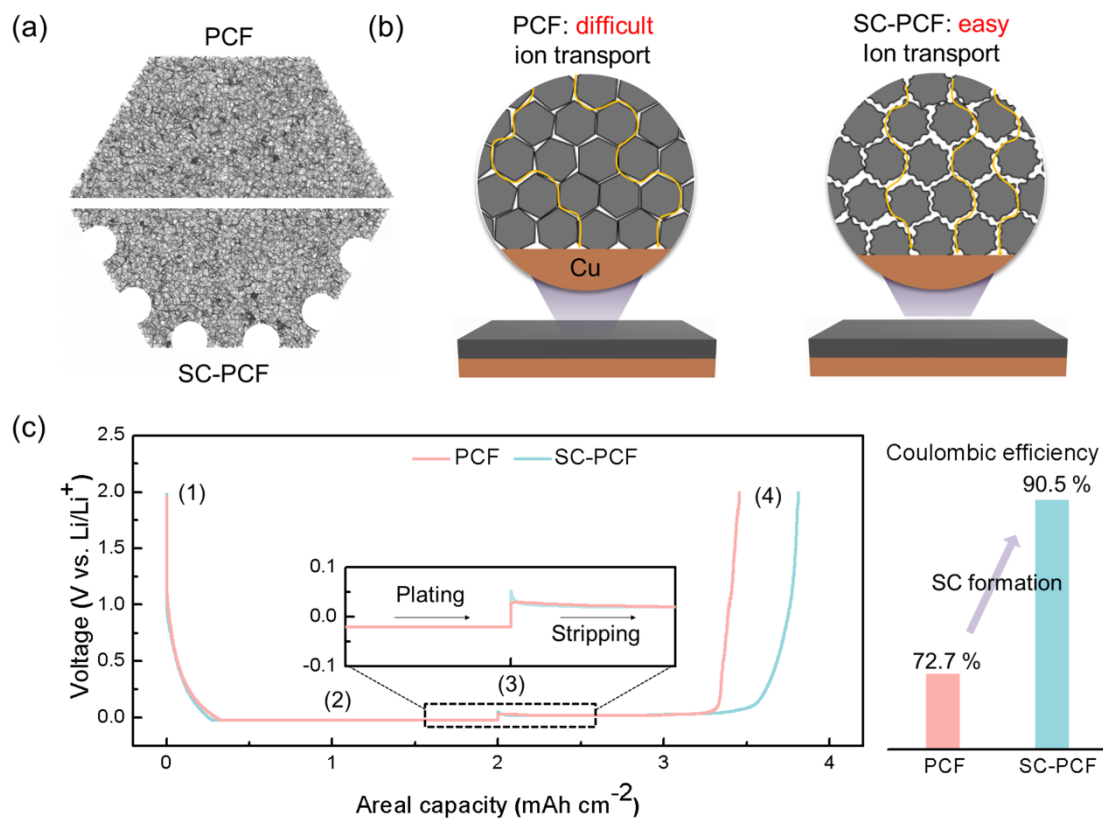 (a)
PCF
SC-PCF
(b)
PCF: difficult
ion transport
Cu
SC-PCF: easy
Ion transport
(c)
Voltage (V vs. Li/Li⁺)
2.5
2.0
1.5
1.0
0.5
0.0
PCF
SC-PCF
(1)
(2)
(3)
(4)
0.1
0.0
-0.1
Plating
Stripping
0
1
2
3
4
Areal capacity (mAh cm⁻²)
Coulombic efficiency
90.5 %
SC formation
72.7 %
PCF
SC-PCF